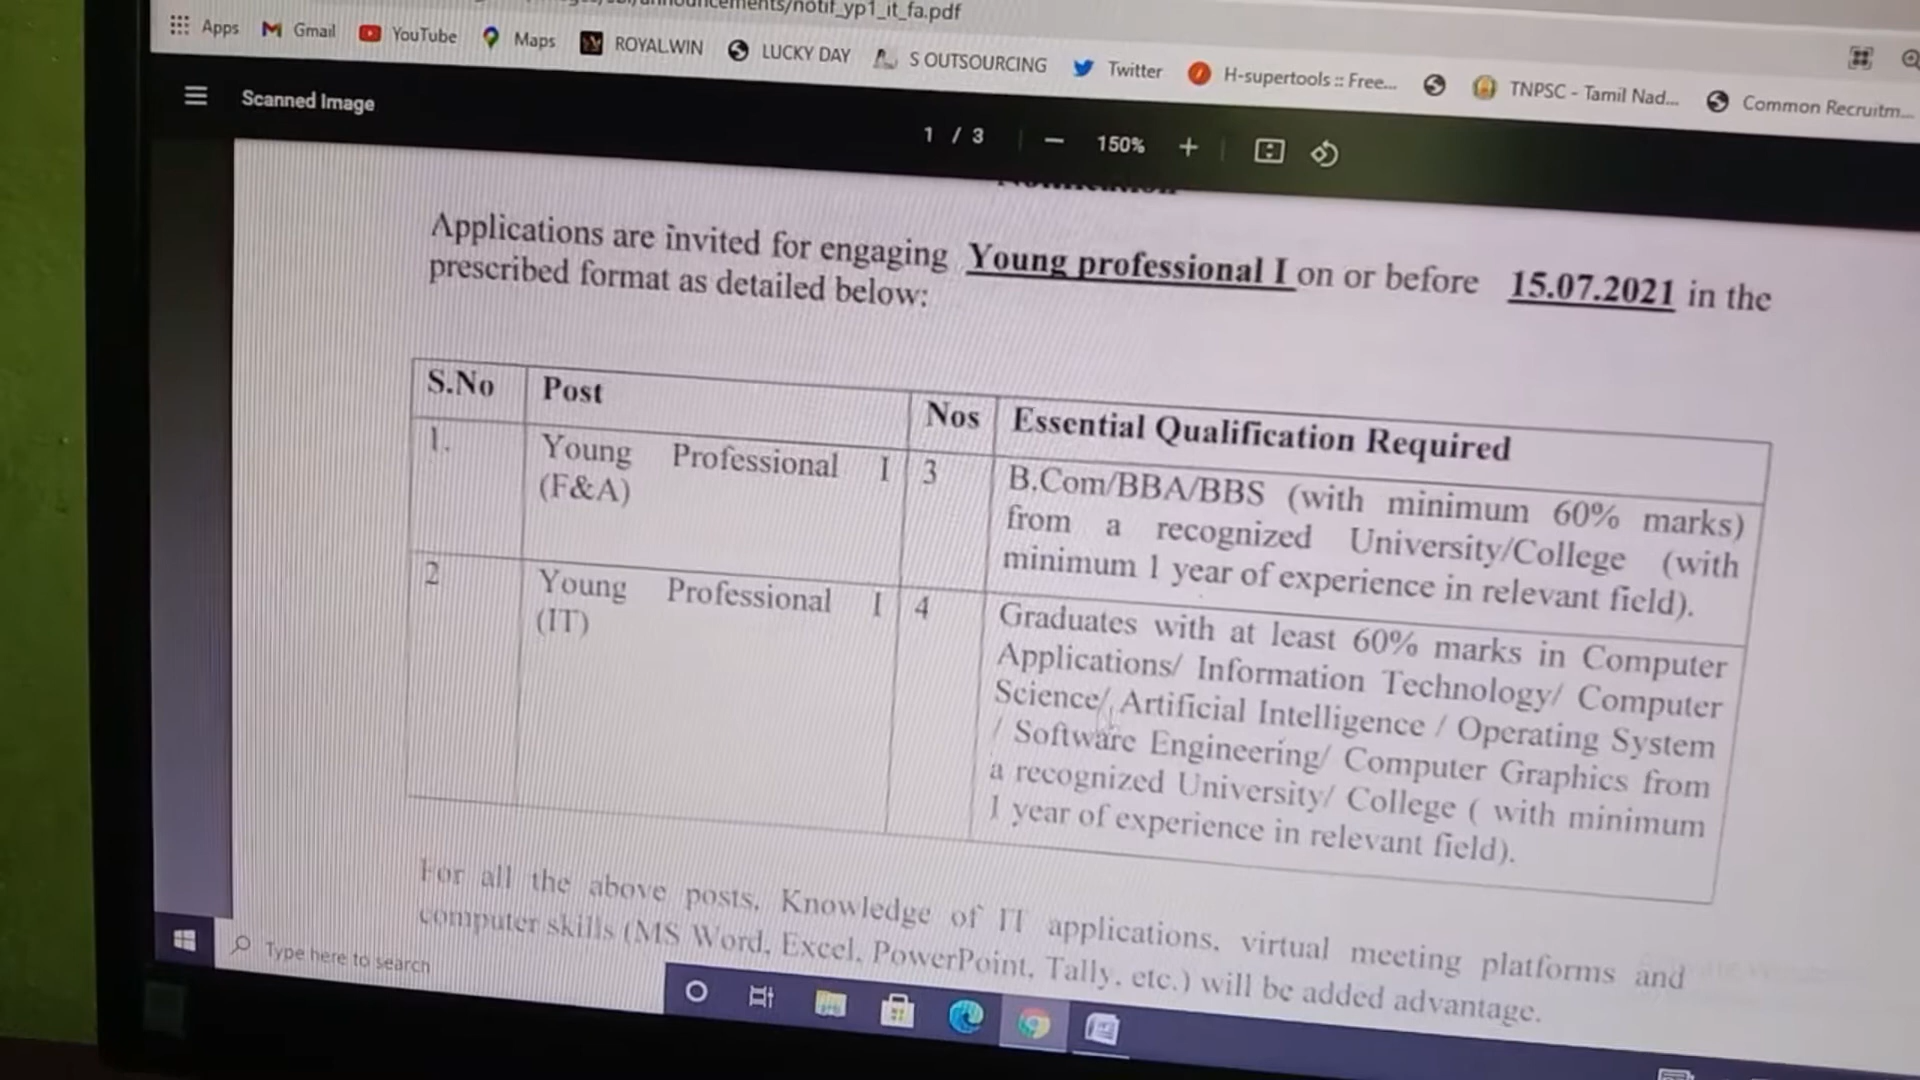 announcements/notif_yp1_it_fa.pdf
Apps Gmail YouTube Maps ROYAL.WIN LUCKY DAY S OUTSOURCING Twitter H-supertools :: Free... TNPSC - Tamil Nad... Common Recruitm...
Scanned Image
1 / 3 — 150% +
Notification
Applications are invited for engaging Young professional I on or before 15.07.2021 in the
prescribed format as detailed below:
S.No Post Nos Essential Qualification Required
1. Young Professional I 3 B.Com/BBA/BBS (with minimum 60% marks)
(F&A) from a recognized University/College (with
minimum 1 year of experience in relevant field).
2 Young Professional I 4 Graduates with at least 60% marks in Computer
(IT) Applications/ Information Technology/ Computer
Science/ Artificial Intelligence / Operating System
/ Software Engineering/ Computer Graphics from
a recognized University/ College ( with minimum
1 year of experience in relevant field).
For all the above posts, Knowledge of IT applications, virtual meeting platforms and
computer skills (MS Word, Excel, PowerPoint, Tally, etc.) will be added advantage.
Type here to search